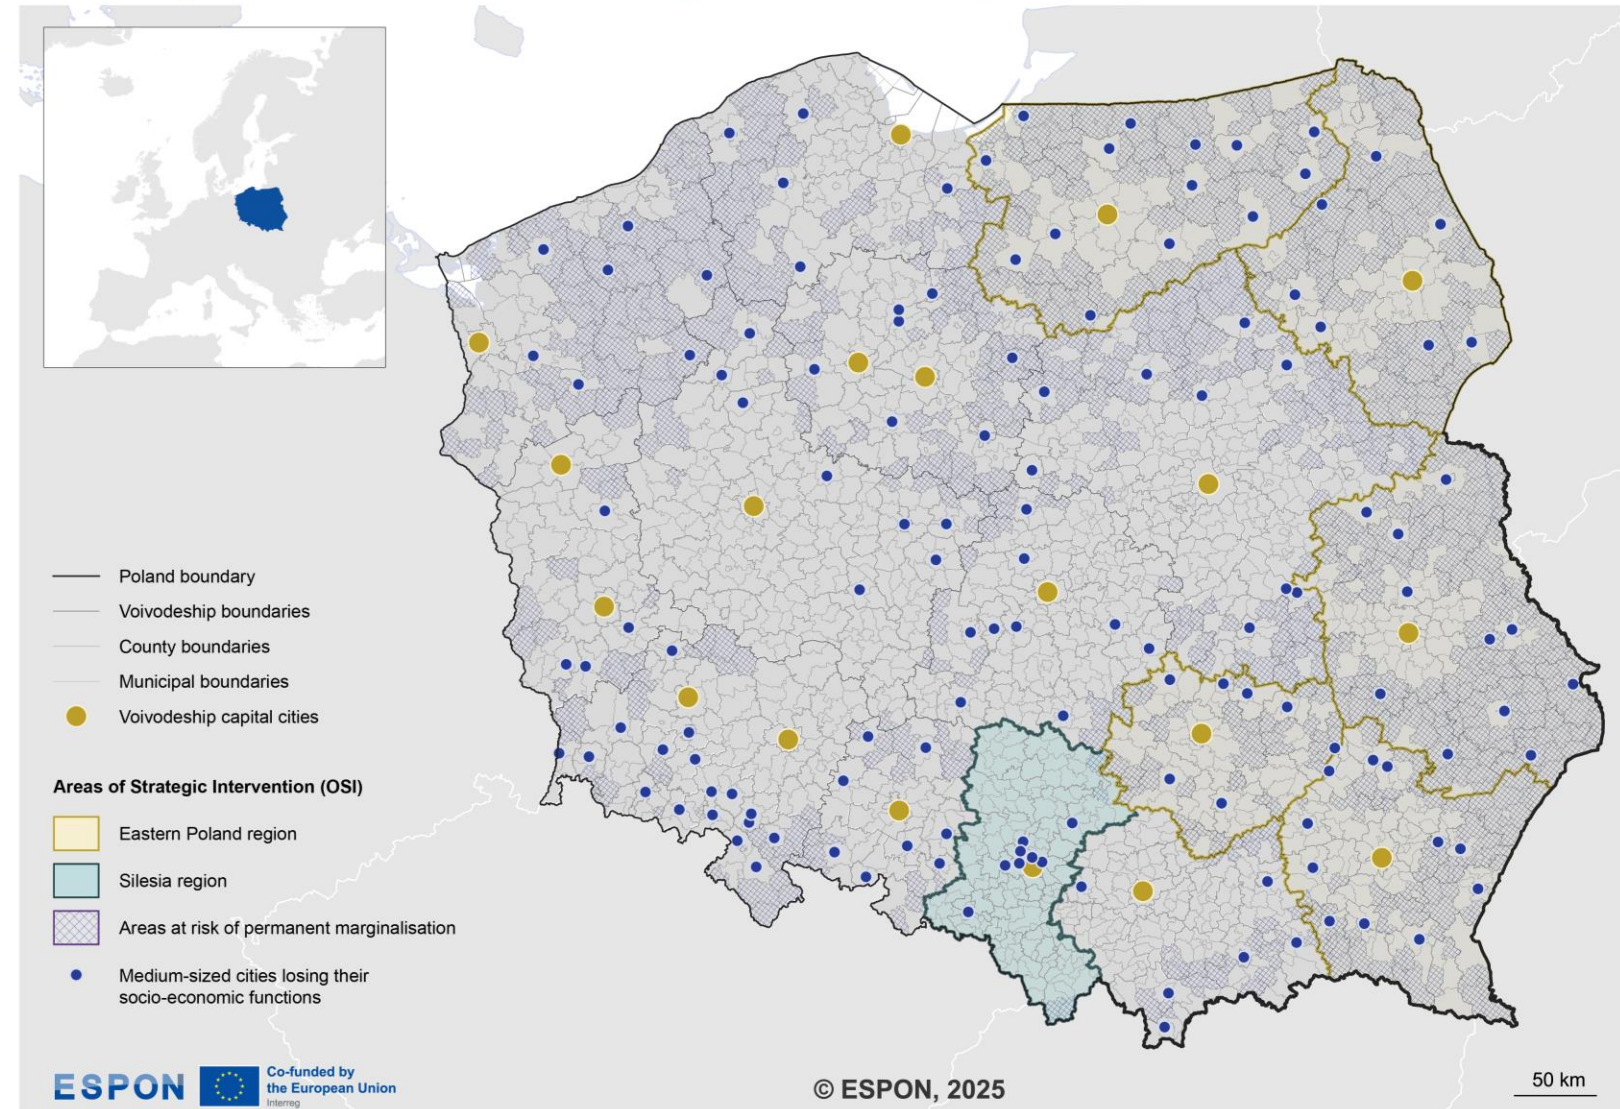 Poland boundary
Voivodeship boundaries
County boundaries
Municipal boundaries
Voivodeship capital cities
Areas of Strategic Intervention (OSI)
Eastern Poland region
Silesia region
Areas at risk of permanent marginalisation
Medium-sized cities losing their
socio-economic functions
ESPON
Co-funded by
the European Union
Interreg
© ESPON, 2025
50 km